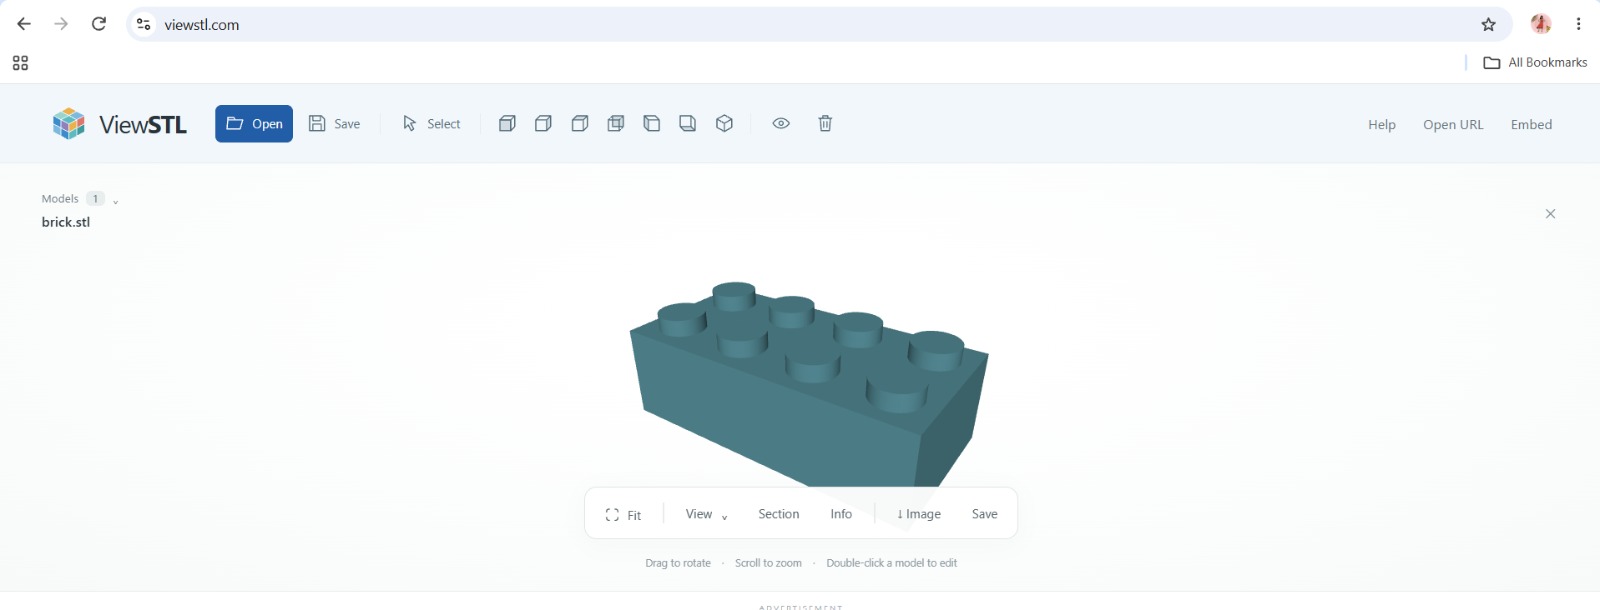 viewstl.com
All Bookmarks
ViewSTL Open Save Select Help Open URL Embed
Models 1
brick.stl
Fit View Section Info ↓ Image Save
Drag to rotate · Scroll to zoom · Double-click a model to edit
ADVERTISEMENT